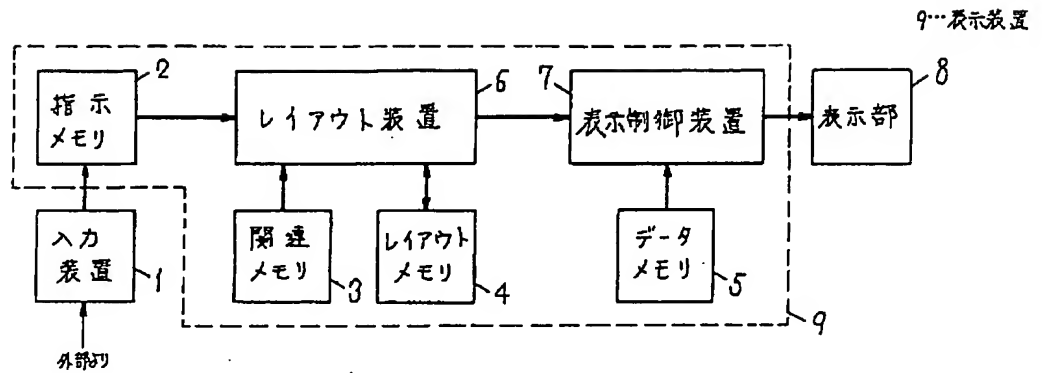 9…表示装置
2
指示
メモリ
6
レイアウト装置
7
表示制御装置
8
表示部
入力
装置
1
関連
メモリ
3
レイアウト
メモリ
4
データ
メモリ
5
9
外部より